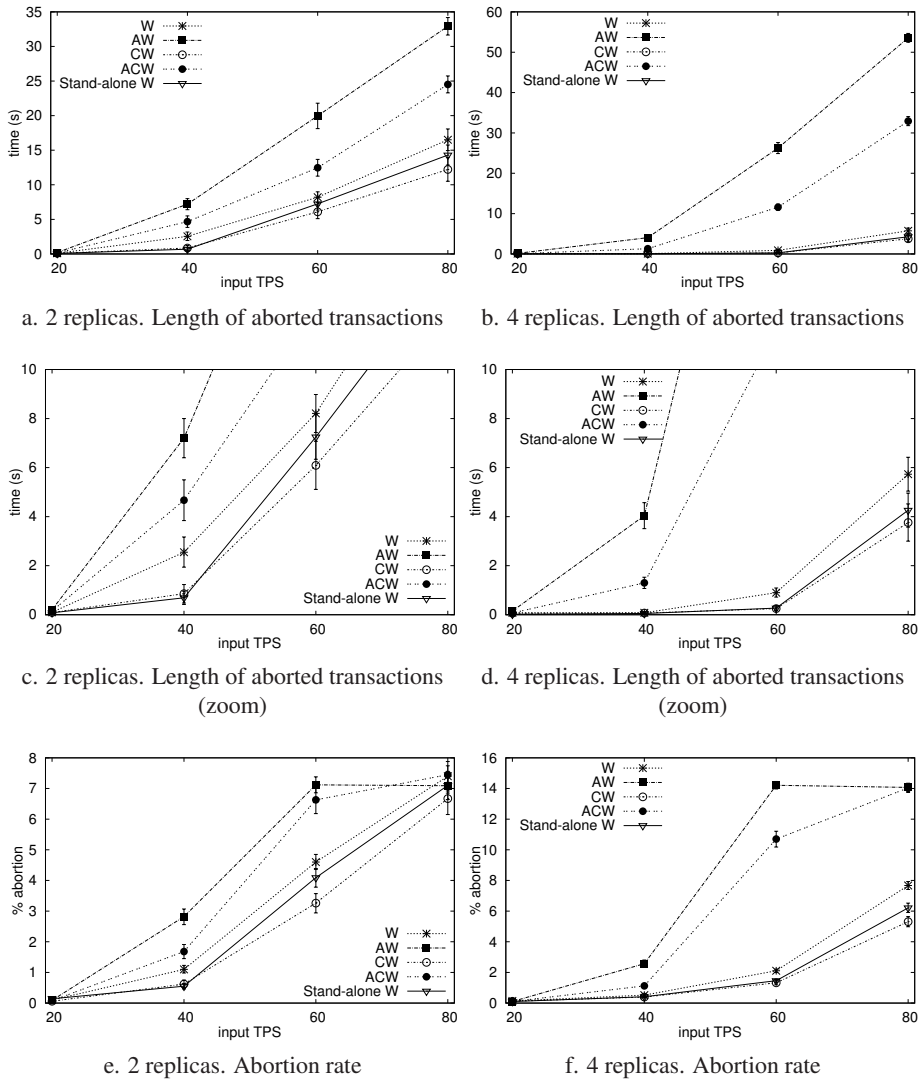 35
30
25
20
15
10
5
0
time (s)
W
AW
CW
ACW
Stand-alone W
20 40 60 80
input TPS
a. 2 replicas. Length of aborted transactions
60
50
40
30
20
10
0
time (s)
W
AW
CW
ACW
Stand-alone W
20 40 60 80
input TPS
b. 4 replicas. Length of aborted transactions
10
8
6
4
2
0
time (s)
W
AW
CW
ACW
Stand-alone W
20 40 60 80
input TPS
c. 2 replicas. Length of aborted transactions
(zoom)
10
8
6
4
2
0
time (s)
W
AW
CW
ACW
Stand-alone W
20 40 60 80
input TPS
d. 4 replicas. Length of aborted transactions
(zoom)
8
7
6
5
4
3
2
1
0
% abortion
W
AW
CW
ACW
Stand-alone W
20 40 60 80
input TPS
e. 2 replicas. Abortion rate
16
14
12
10
8
6
4
2
0
% abortion
W
AW
CW
ACW
Stand-alone W
20 40 60 80
input TPS
f. 4 replicas. Abortion rate